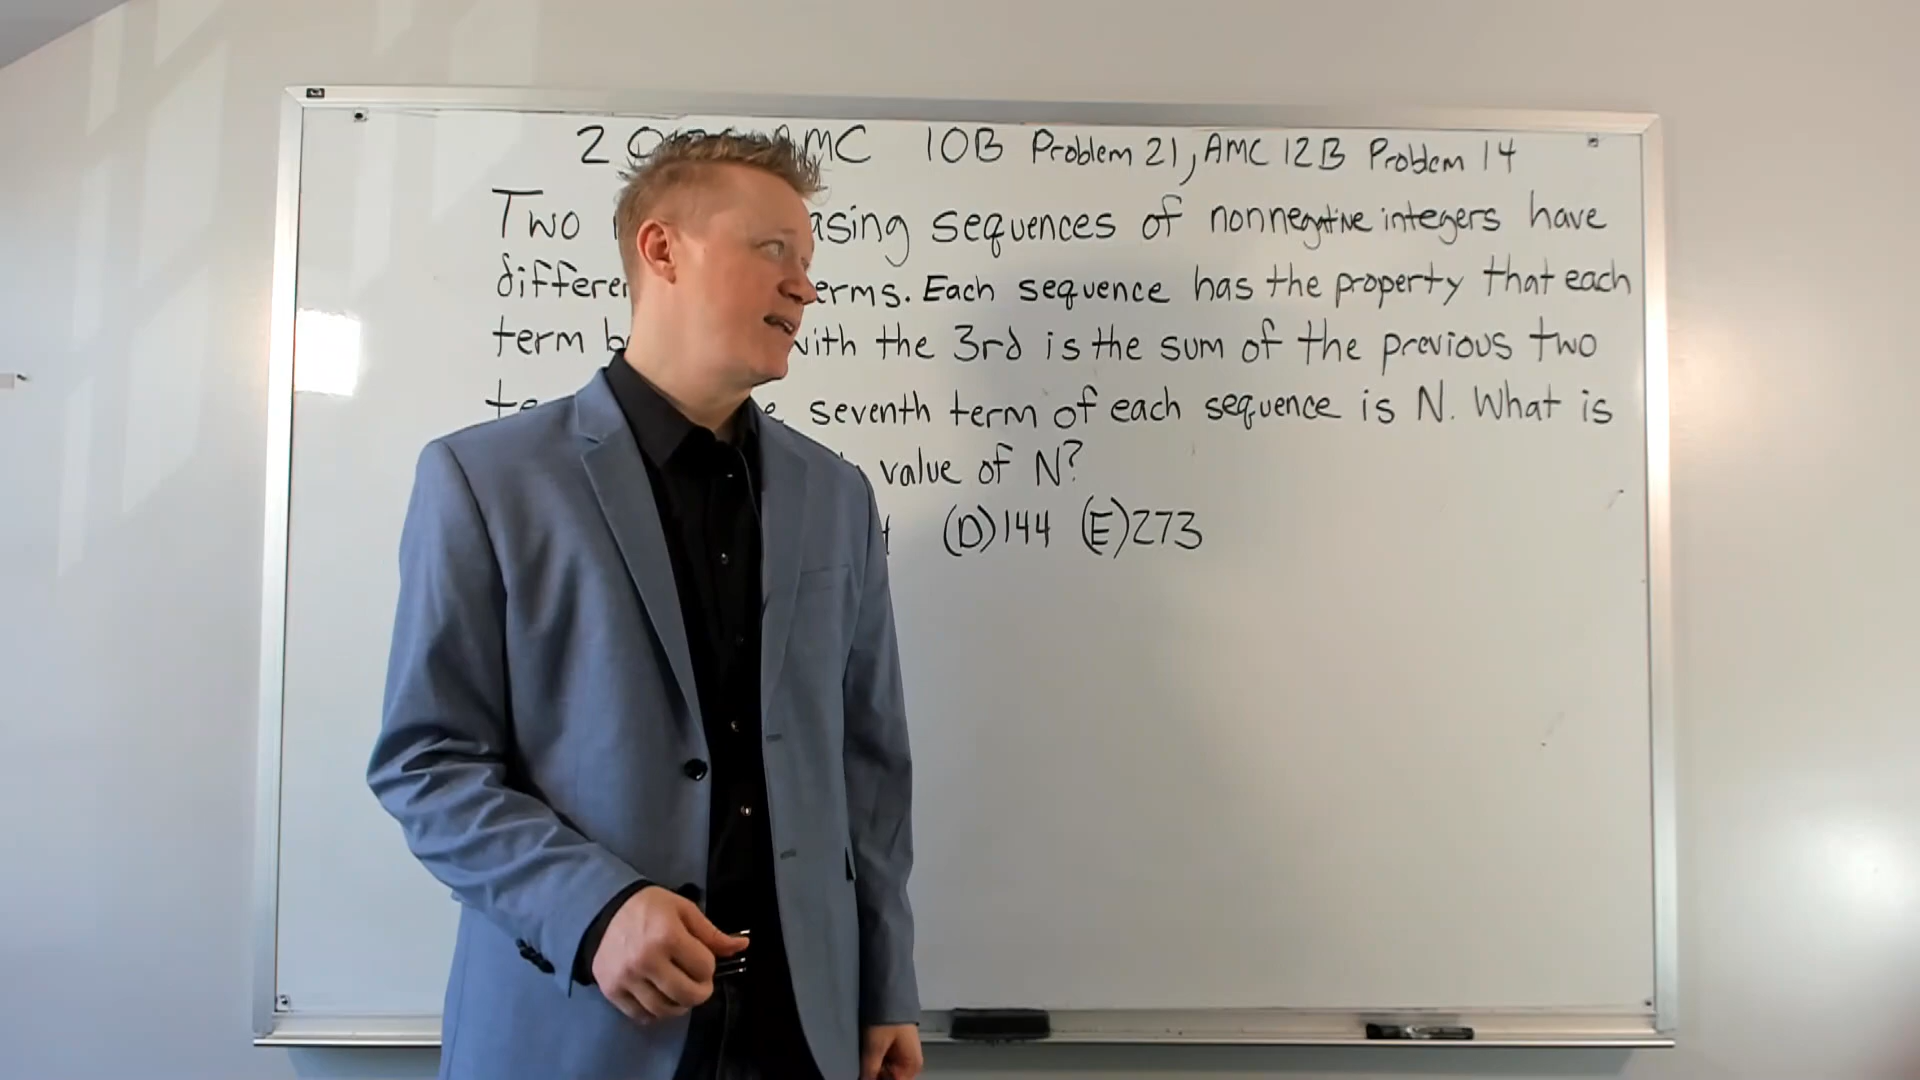 2 AMC 10B Problem 21, AMC 12B Problem 14
Two asing sequences of nonnegative integers have
differen erms. Each sequence has the property that each
term b with the 3rd is the sum of the previous two
te e seventh term of each sequence is N. What is
value of N?
(D)144 (E)273